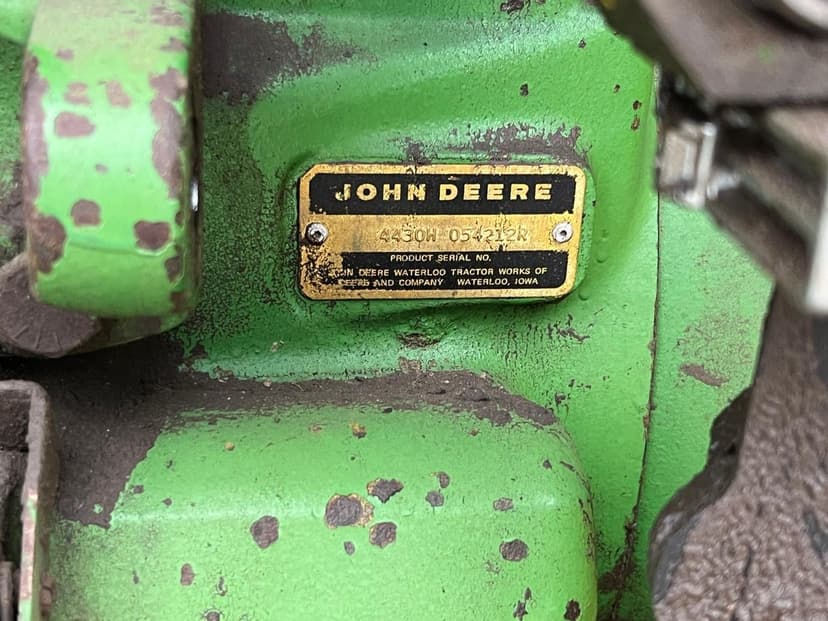 JOHN DEERE
4430H 054212R
PRODUCT SERIAL NO.
JOHN DEERE WATERLOO TRACTOR WORKS OF
DEERE AND COMPANY WATERLOO, IOWA